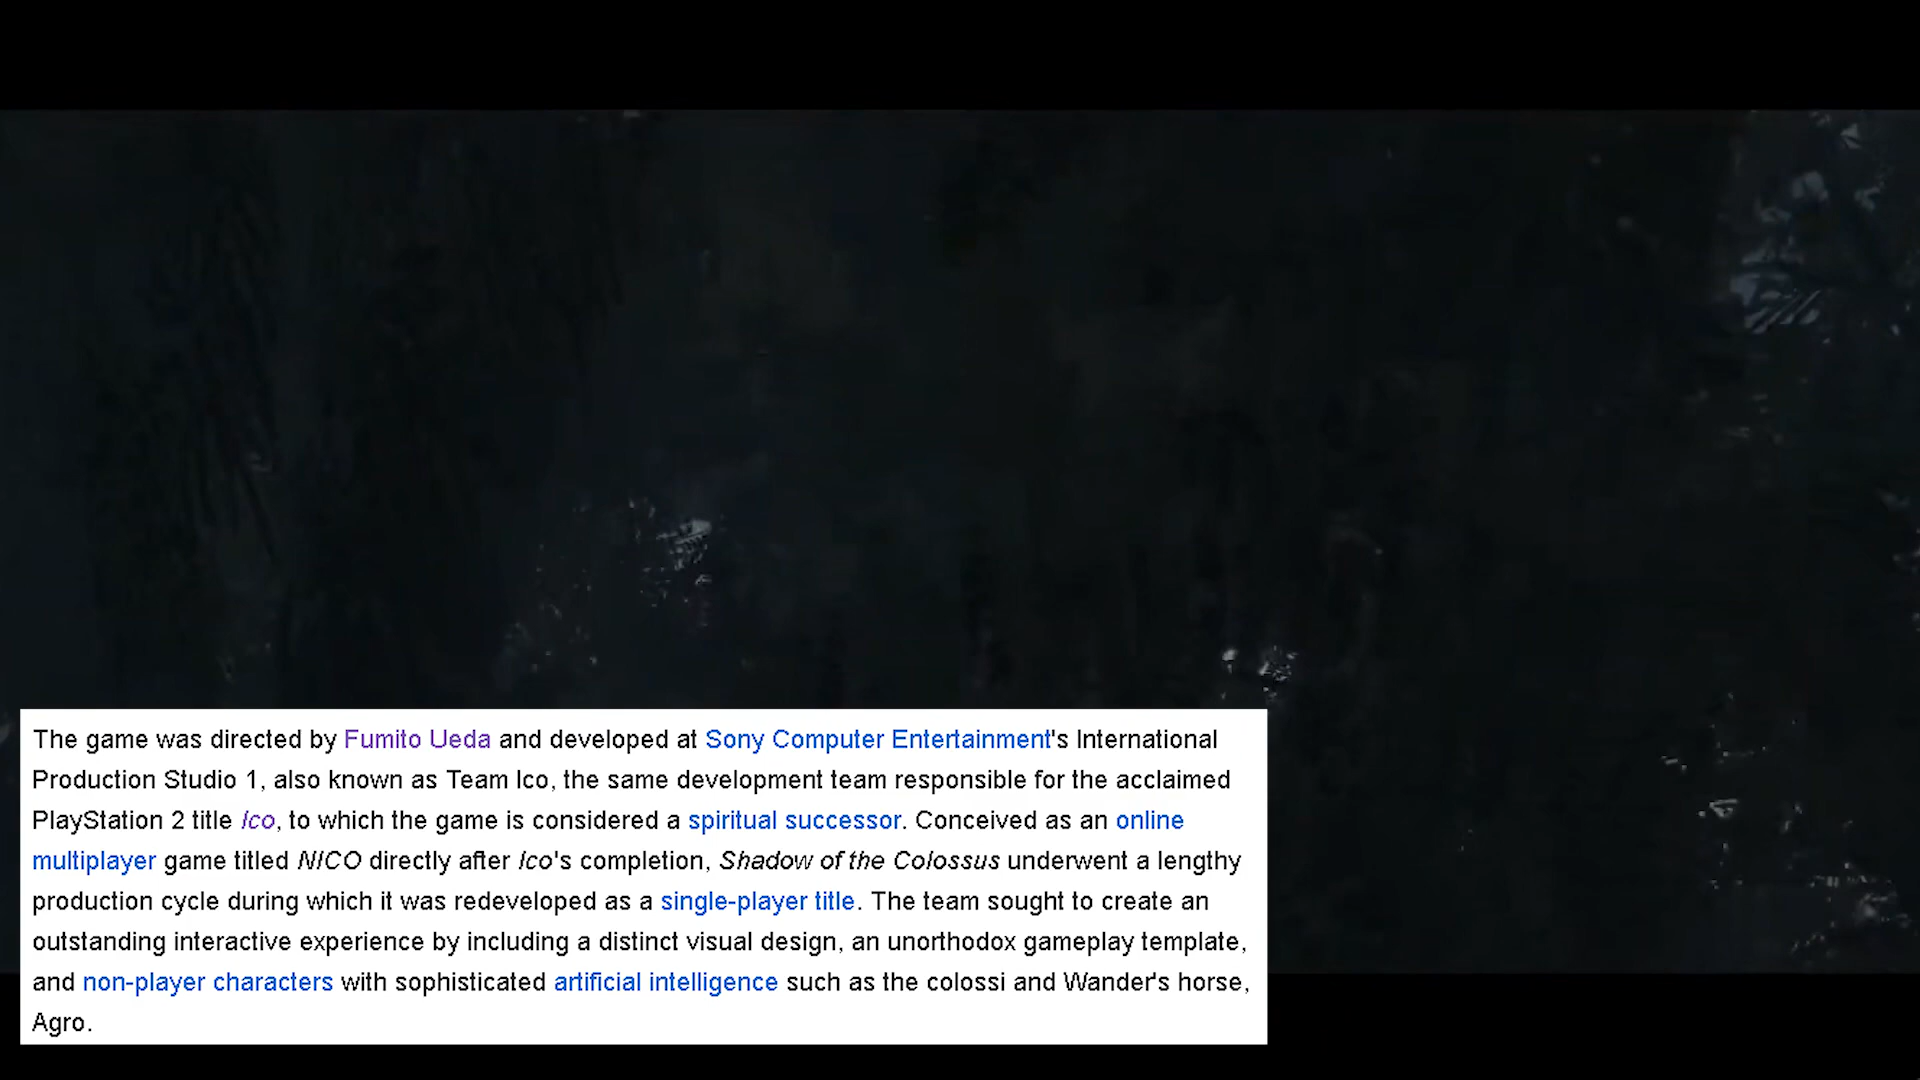 The game was directed by Fumito Ueda and developed at Sony Computer Entertainment's International
Production Studio 1, also known as Team Ico, the same development team responsible for the acclaimed
PlayStation 2 title Ico, to which the game is considered a spiritual successor. Conceived as an online
multiplayer game titled NICO directly after Ico's completion, Shadow of the Colossus underwent a lengthy
production cycle during which it was redeveloped as a single-player title. The team sought to create an
outstanding interactive experience by including a distinct visual design, an unorthodox gameplay template,
and non-player characters with sophisticated artificial intelligence such as the colossi and Wander's horse,
Agro.